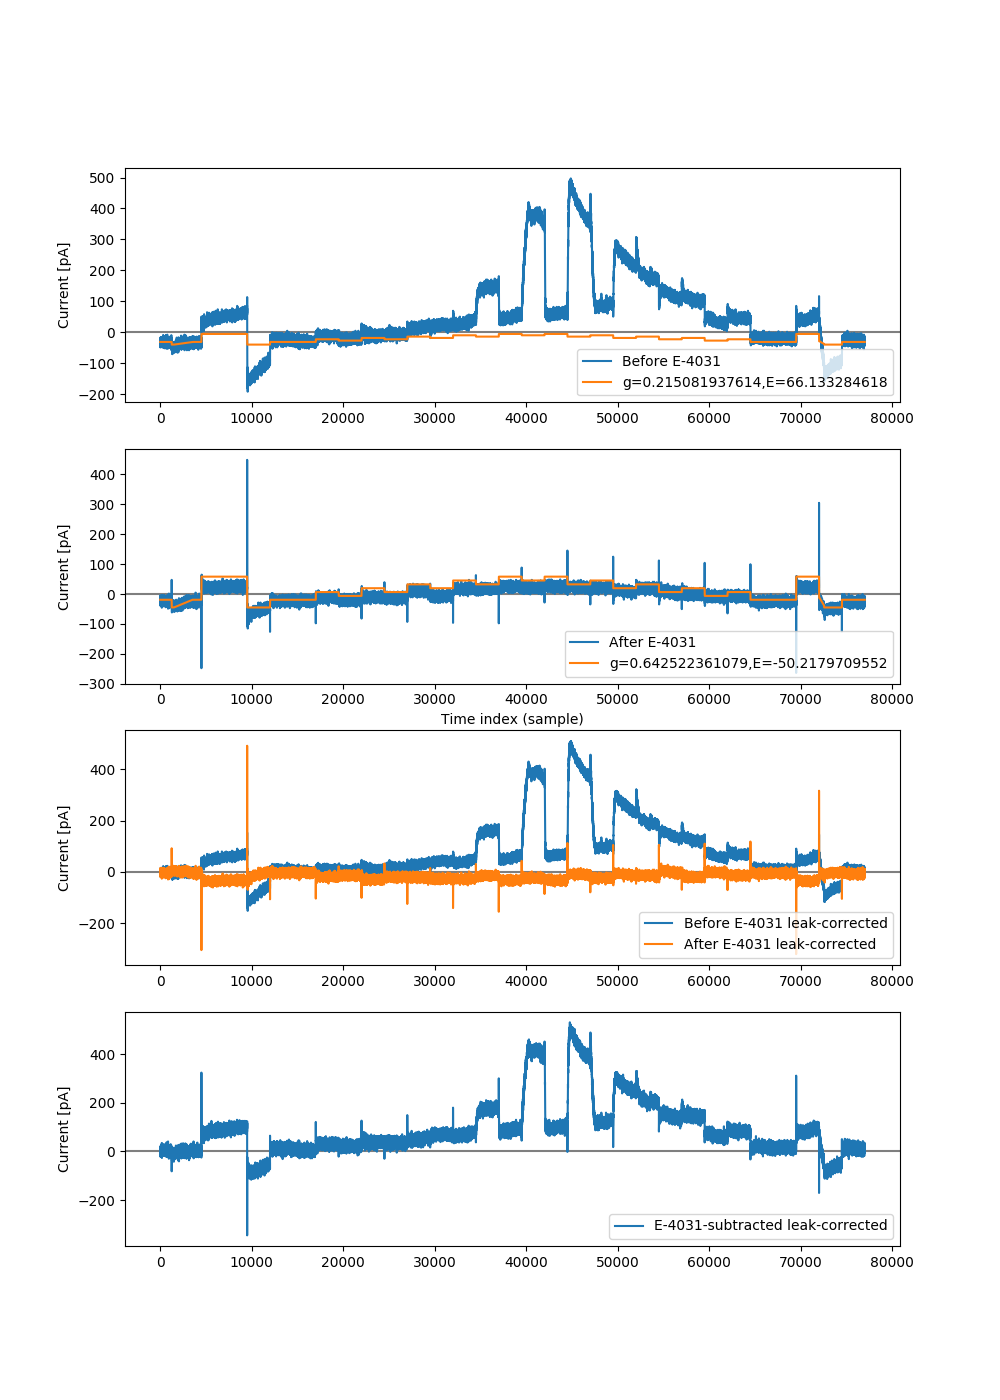 500
400
300
200
100
0
−100
−200
Current [pA]
Before E-4031
g=0.215081937614,E=66.133284618
0 10000 20000 30000 40000 50000 60000 70000 80000
400
300
200
100
0
−100
−200
−300
Current [pA]
After E-4031
g=0.642522361079,E=-50.2179709552
0 10000 20000 30000 40000 50000 60000 70000 80000
Time index (sample)
400
200
0
−200
Current [pA]
Before E-4031 leak-corrected
After E-4031 leak-corrected
0 10000 20000 30000 40000 50000 60000 70000 80000
400
200
0
−200
Current [pA]
E-4031-subtracted leak-corrected
0 10000 20000 30000 40000 50000 60000 70000 80000